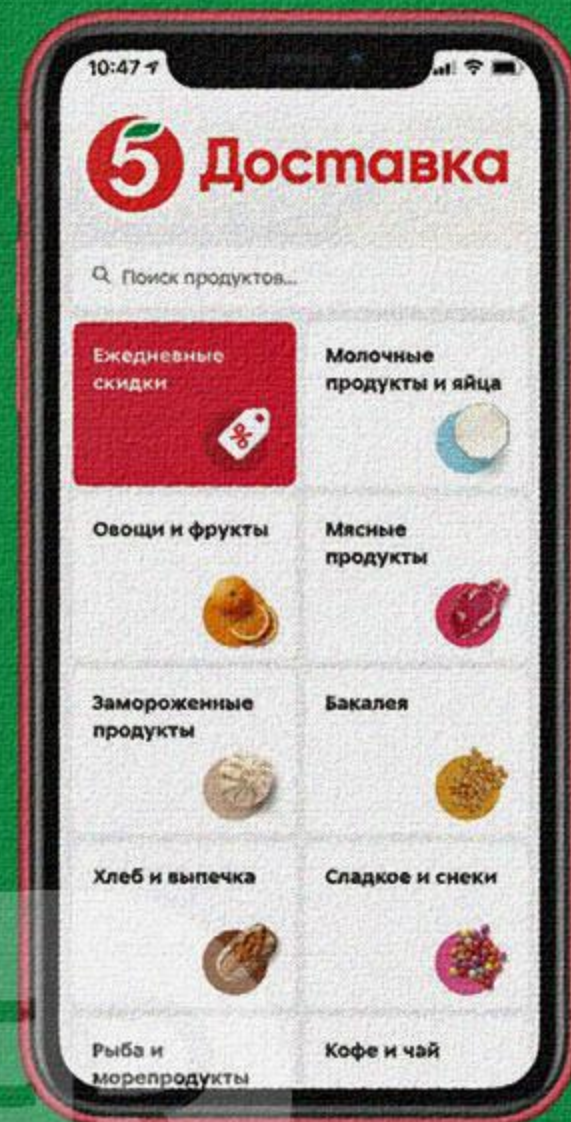 10:47
5 Доставка
Поиск продуктов...
Ежедневные
скидки
%
Молочные
продукты и яйца
Овощи и фрукты
Мясные
продукты
Замороженные
продукты
Бакалея
Хлеб и выпечка
Сладкое и снеки
Рыба и
морепродукты
Кофе и чай